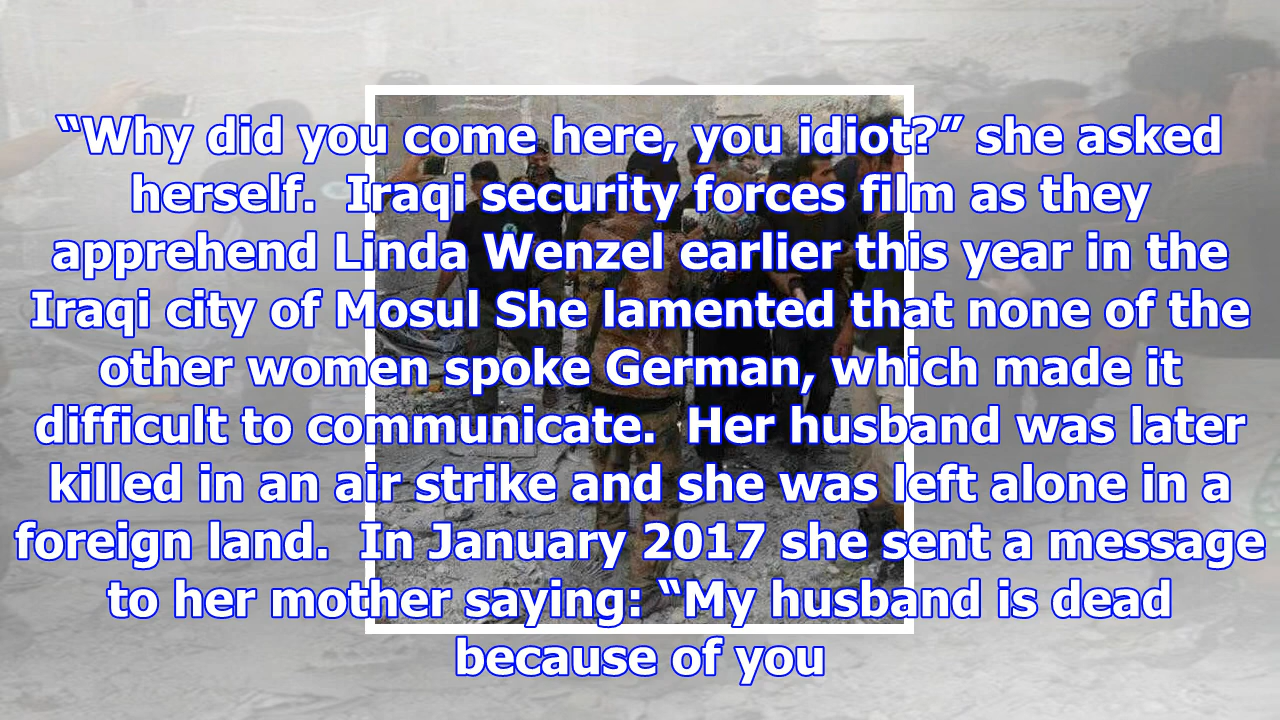 “Why did you come here, you idiot?” she asked
herself.  Iraqi security forces film as they
apprehend Linda Wenzel earlier this year in the
Iraqi city of Mosul She lamented that none of the
other women spoke German, which made it
difficult to communicate.  Her husband was later
killed in an air strike and she was left alone in a
foreign land.  In January 2017 she sent a message
to her mother saying: “My husband is dead
because of you